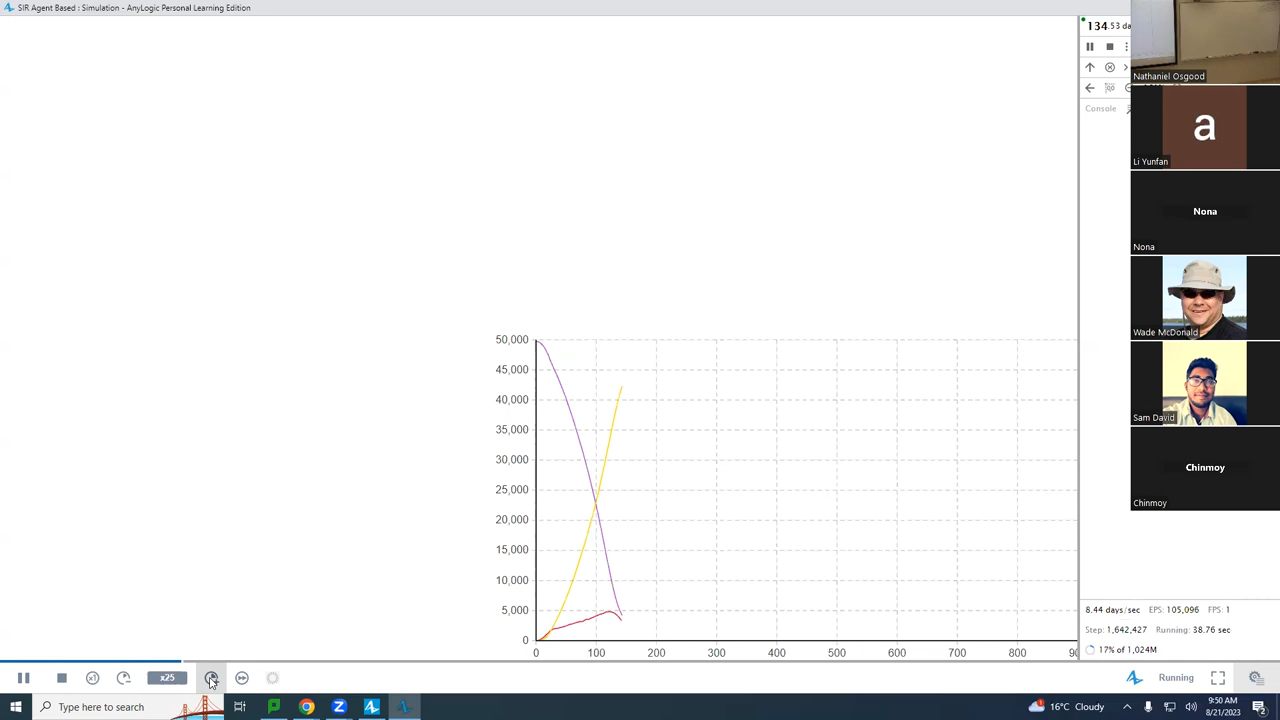 SIR Agent Based : Simulation - AnyLogic Personal Learning Edition
134.53 da
Console
Nathaniel Osgood
a
Li Yunfan
Nona
Nona
Wade McDonald
Sam David
Chinmoy
Chinmoy
50,000
45,000
40,000
35,000
30,000
25,000
20,000
15,000
10,000
5,000
0
0 100 200 300 400 500 600 700 800 90
8.44 days/sec EPS: 105,096 FPS: 1
Step: 1,642,427 Running: 38.76 sec
17% of 1,024M
x1 x25 Running
Type here to search
16°C Cloudy
9:50 AM
8/21/2023
2